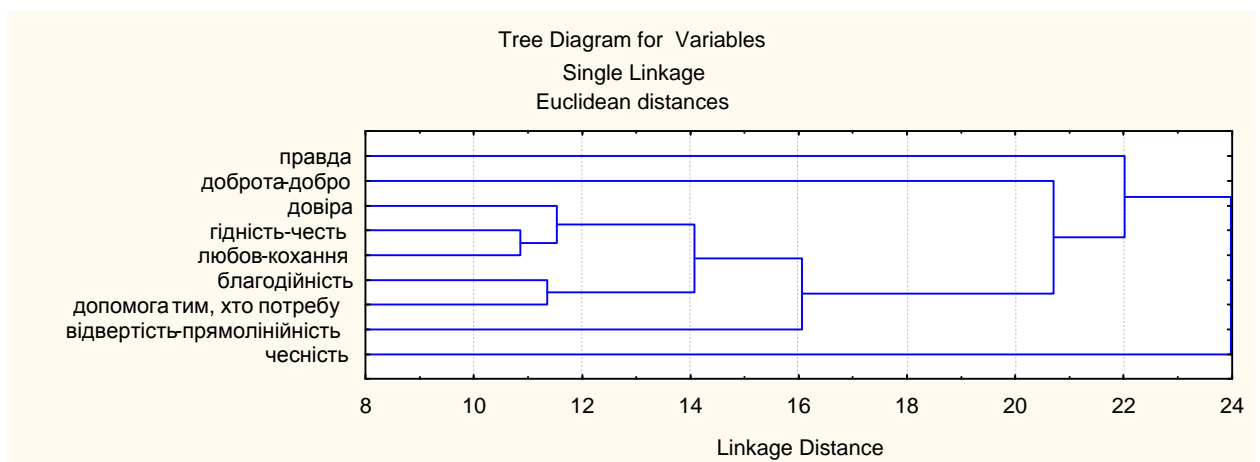 Tree Diagram for Variables
Single Linkage
Euclidean distances
правда
доброта-добро
довіра
гідність-честь
любов-кохання
благодійність
допомога тим, хто потребу
відвертість-прямолінійність
чесність
8 10 12 14 16 18 20 22 24
Linkage Distance